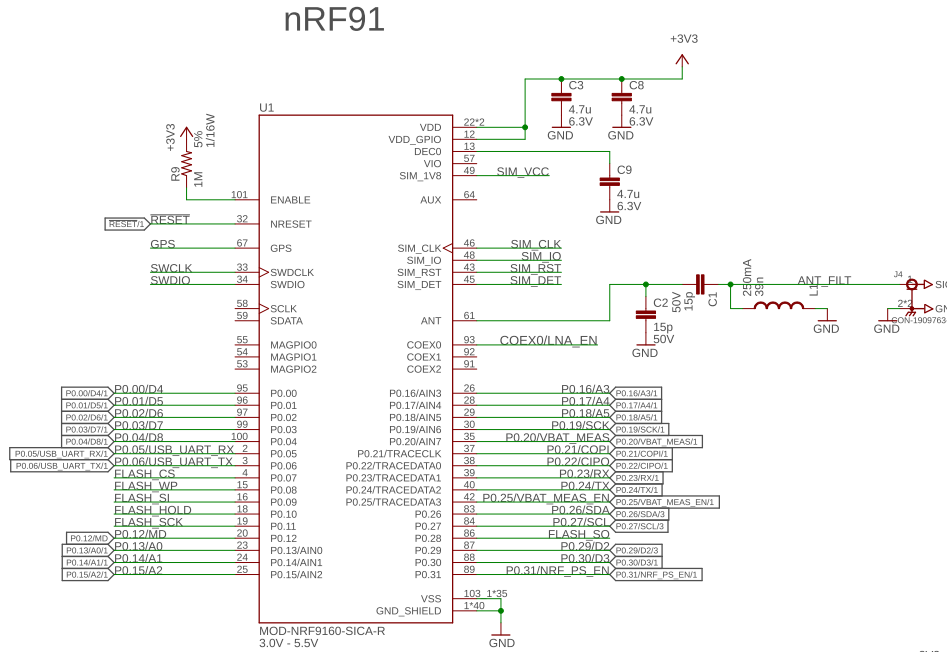 nRF91
+3V3
C3
C8
4.7u
6.3V
4.7u
6.3V
GND
GND
U1
+3V3
5%
1/16W
R9
1M
VDD 22*2
VDD_GPIO 12
DEC0 13
VIO 57
SIM_1V8 49 SIM_VCC
C9
4.7u
6.3V
GND
101 ENABLE
AUX 64
RESET/1 RESET 32 NRESET
GPS 67 GPS
SIM_CLK 46 SIM_CLK
SIM_IO 48 SIM_IO
SWCLK 33 SWDCLK
SIM_RST 43 SIM_RST
SWDIO 34 SWDIO
SIM_DET 45 SIM_DET
250mA
39n
L1
ANT_FILT
J4
50V
15p
C1
C2
15p
50V
GND
GND
2*2
GND
CON-1909763-
58 SCLK
59 SDATA
ANT 61
55 MAGPIO0
COEX0 93 COEX0/LNA_EN
54 MAGPIO1
COEX1 92
53 MAGPIO2
COEX2 91
P0.00/D4/1 P0.00/D4 95 P0.00
P0.16/AIN3 26 P0.16/A3 P0.16/A3/1
P0.01/D5/1 P0.01/D5 96 P0.01
P0.17/AIN4 28 P0.17/A4 P0.17/A4/1
P0.02/D6/1 P0.02/D6 97 P0.02
P0.18/AIN5 29 P0.18/A5 P0.18/A5/1
P0.03/D7/1 P0.03/D7 99 P0.03
P0.19/AIN6 30 P0.19/SCK P0.19/SCK/1
P0.04/D8/1 P0.04/D8 100 P0.04
P0.20/AIN7 35 P0.20/VBAT_MEAS P0.20/VBAT_MEAS/1
P0.05/USB_UART_RX/1 P0.05/USB_UART_RX 2 P0.05
P0.21/TRACECLK 37 P0.21/COPI P0.21/COPI/1
P0.06/USB_UART_TX/1 P0.06/USB_UART_TX 3 P0.06
P0.22/TRACEDATA0 38 P0.22/CIPO P0.22/CIPO/1
FLASH_CS 4 P0.07
P0.23/TRACEDATA1 39 P0.23/RX P0.23/RX/1
FLASH_WP 15 P0.08
P0.24/TRACEDATA2 40 P0.24/TX P0.24/TX/1
FLASH_SI 16 P0.09
P0.25/TRACEDATA3 42 P0.25/VBAT_MEAS_EN P0.25/VBAT_MEAS_EN/1
FLASH_HOLD 18 P0.10
P0.26 83 P0.26/SDA P0.26/SDA/3
FLASH_SCK 19 P0.11
P0.27 84 P0.27/SCL P0.27/SCL/3
P0.12/MD P0.12/MD 20 P0.12
P0.28 86 FLASH_SO
P0.13/A0/1 P0.13/A0 23 P0.13/AIN0
P0.29 87 P0.29/D2 P0.29/D2/3
P0.14/A1/1 P0.14/A1 24 P0.14/AIN1
P0.30 88 P0.30/D3 P0.30/D3/1
P0.15/A2/1 P0.15/A2 25 P0.15/AIN2
P0.31 89 P0.31/NRF_PS_EN P0.31/NRF_PS_EN/1
VSS 103 1*35
GND_SHIELD 1*40
GND
MOD-NRF9160-SICA-R
3.0V - 5.5V